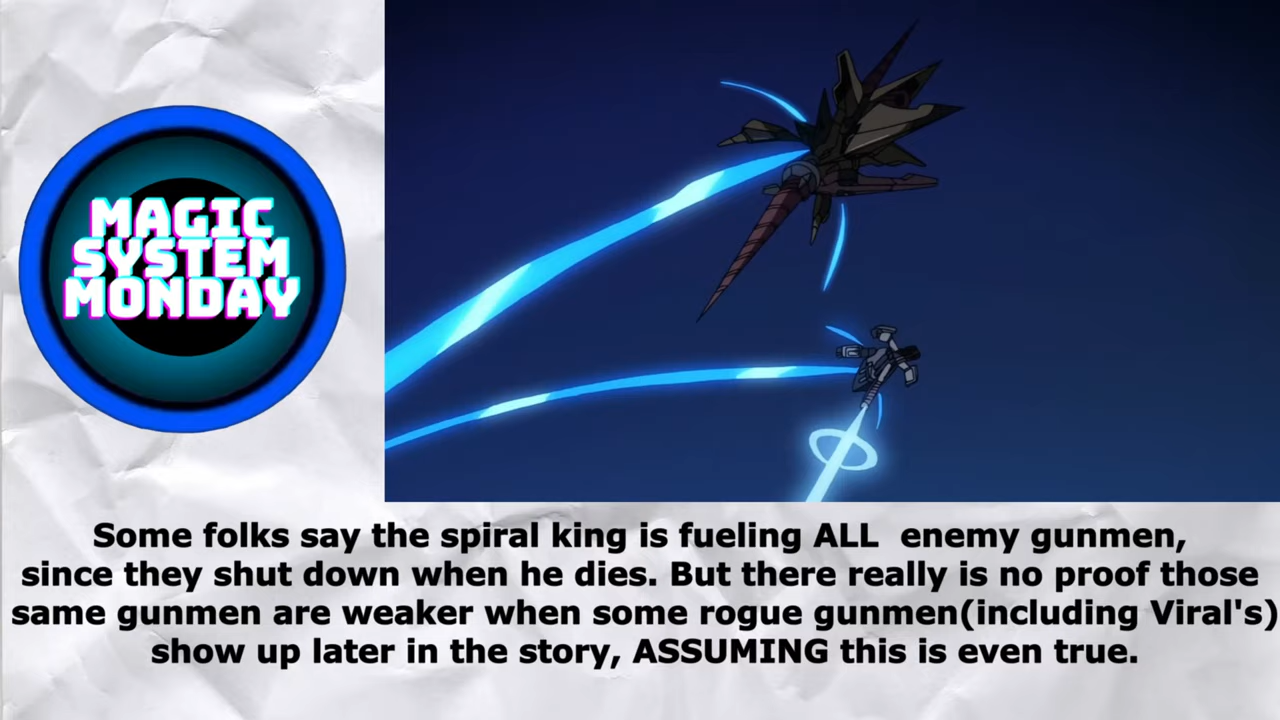 MAGIC
SYSTEM
MONDAY
Some folks say the spiral king is fueling ALL  enemy gunmen,
since they shut down when he dies. But there really is no proof those
same gunmen are weaker when some rogue gunmen(including Viral's)
show up later in the story, ASSUMING this is even true.